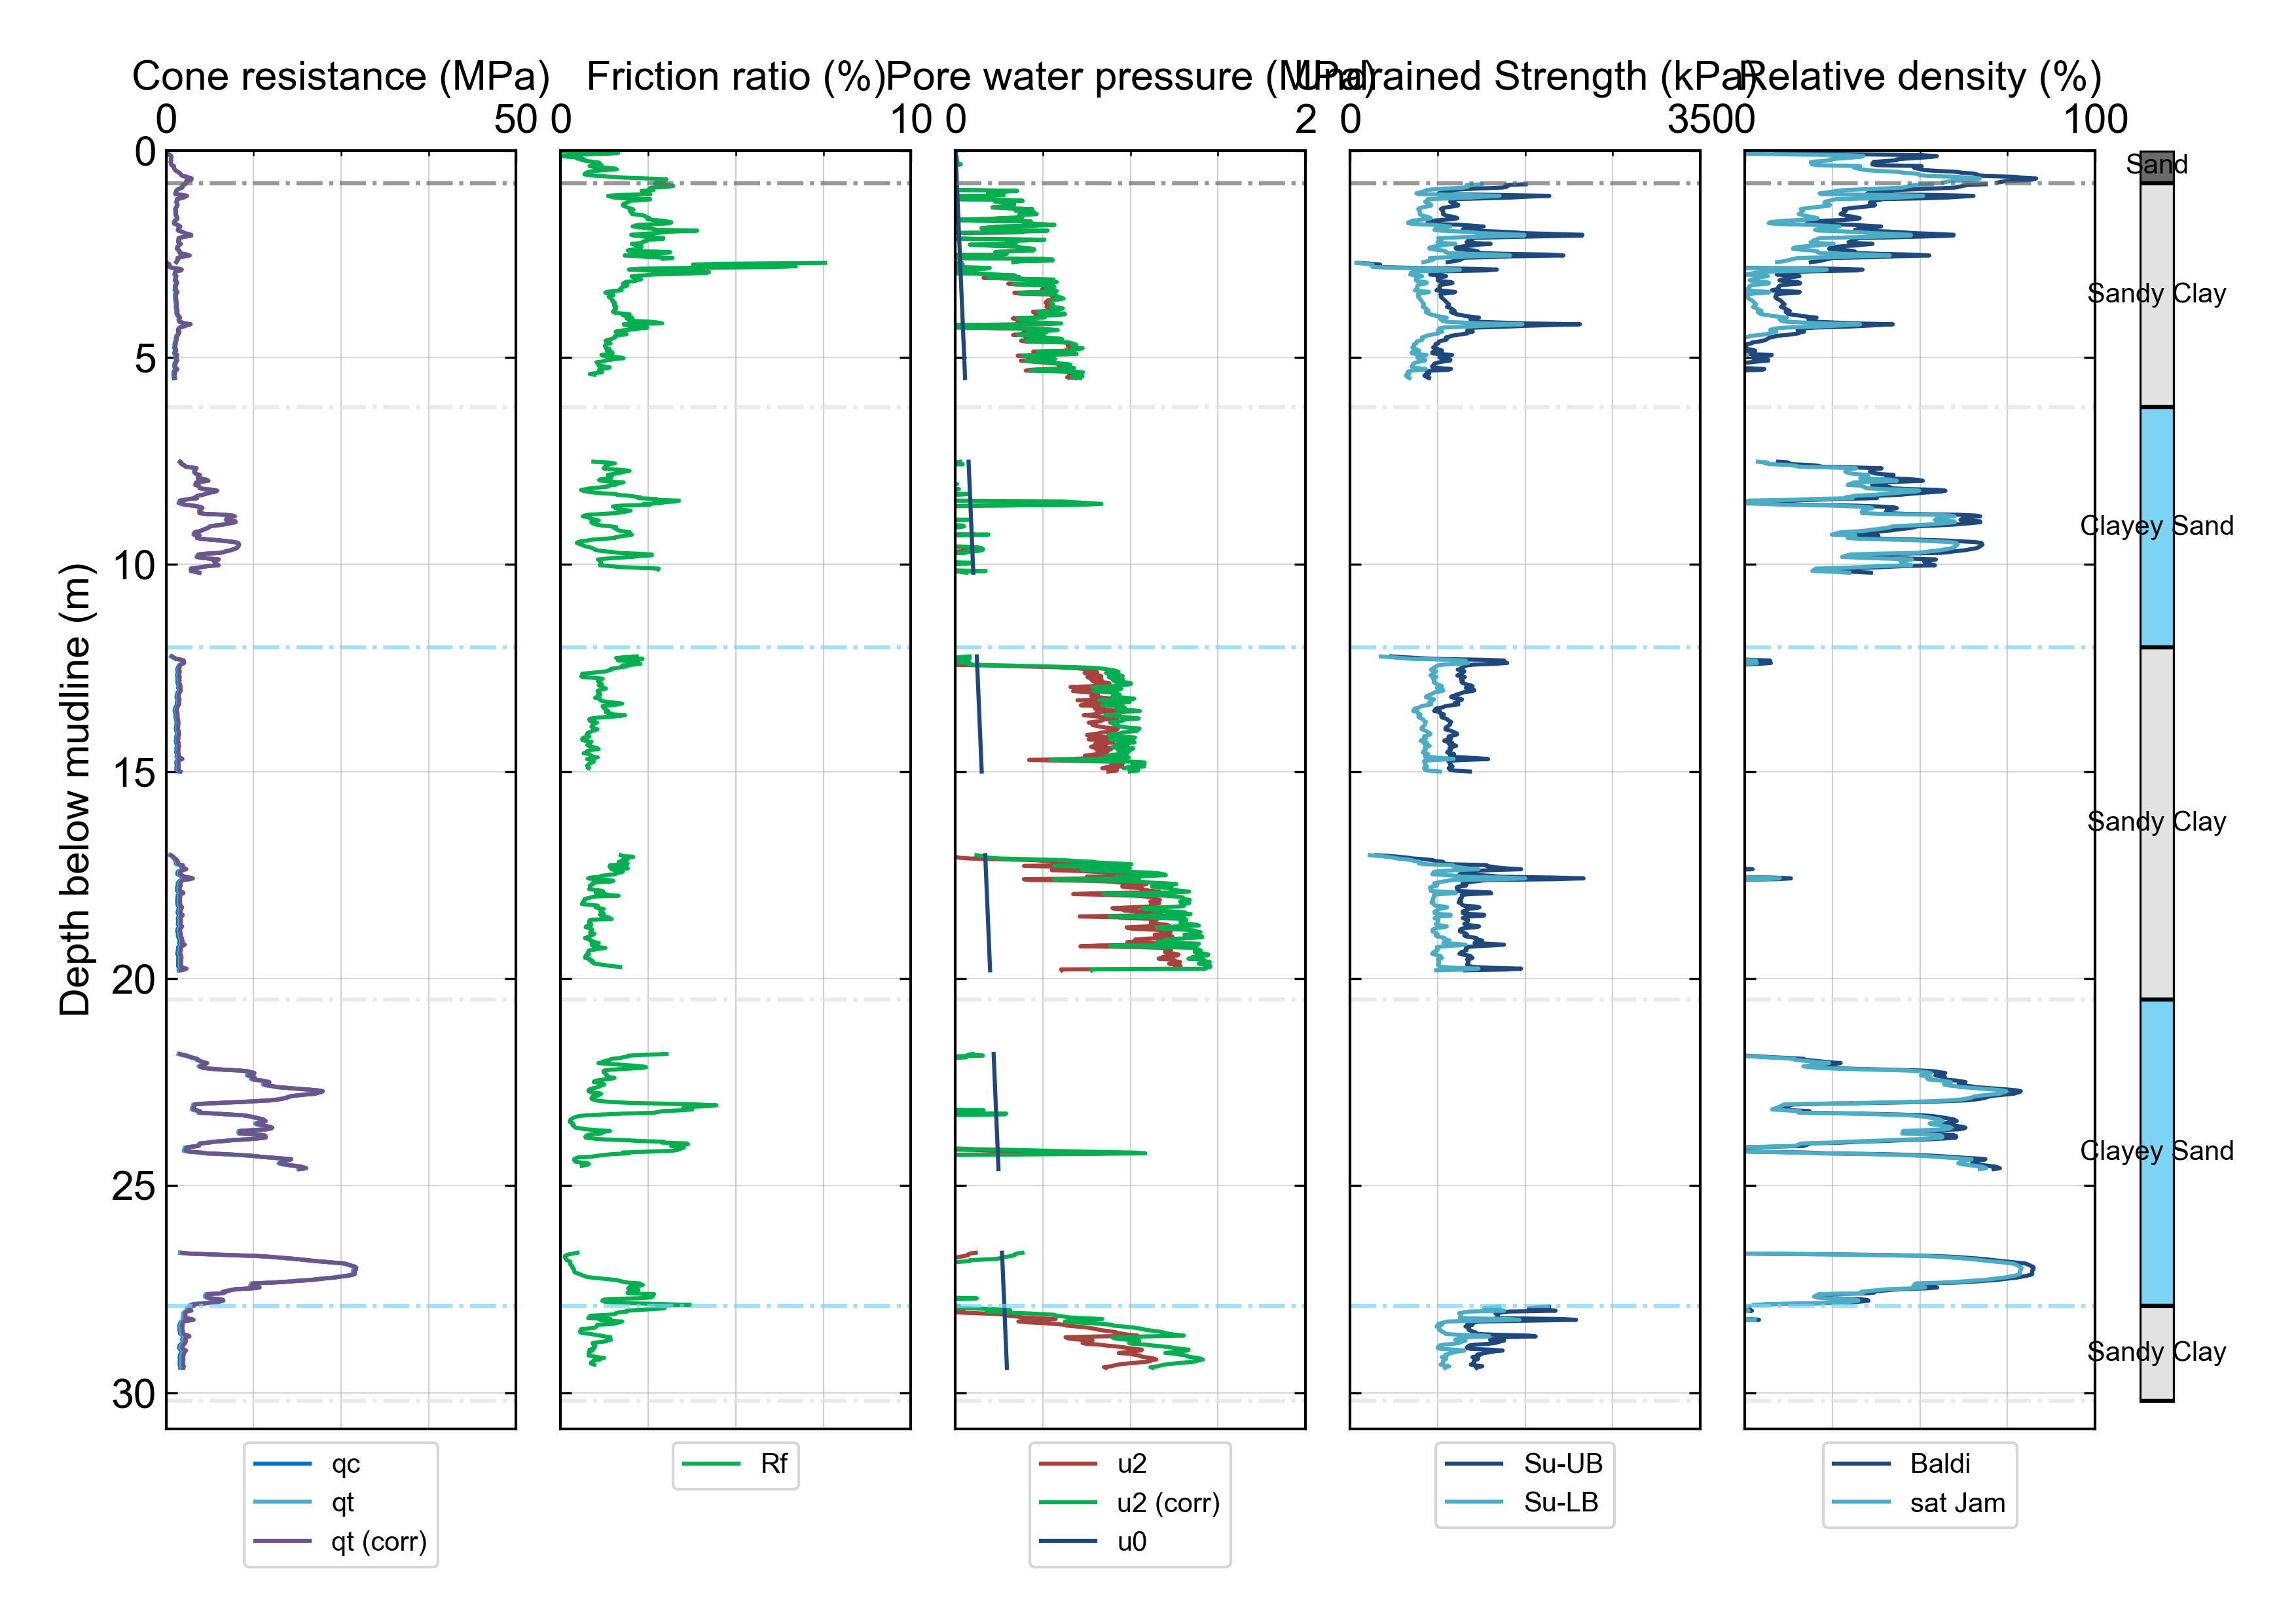 Cone resistance (MPa)
Friction ratio (%)
Pore water pressure (MPa)
Undrained Strength (kPa)
Relative density (%)
0 50
0 10
0 2
0 350
0 100
0
5
10
15
20
25
30
Depth below mudline (m)
Sand
Sandy Clay
Clayey Sand
Sandy Clay
Clayey Sand
Sandy Clay
qc
qt
qt (corr)
Rf
u2
u2 (corr)
u0
Su-UB
Su-LB
Baldi
sat Jam